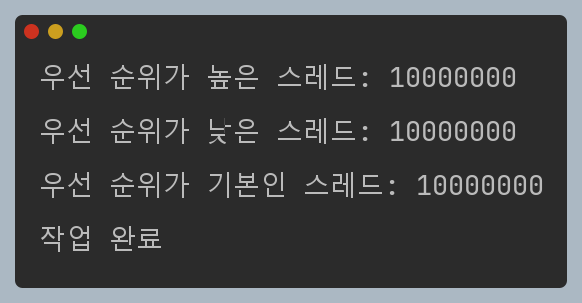 우선 순위가 높은 스레드: 10000000
우선 순위가 낮은 스레드: 10000000
우선 순위가 기본인 스레드: 10000000
작업 완료